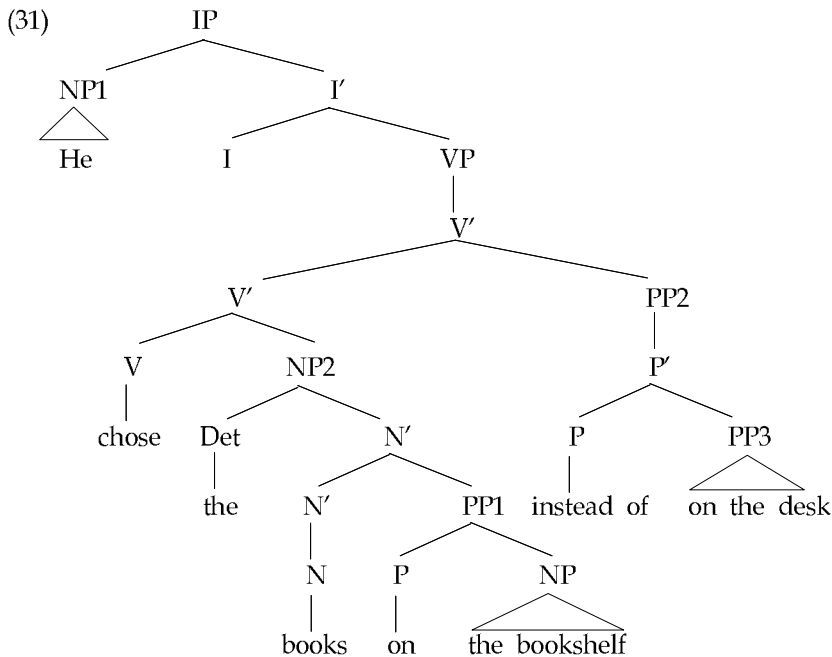 (31) IP
NP1 I′
He I VP
V′
V′ PP2
V NP2 P′
chose Det N′ P PP3
the N′ PP1 instead of on the desk
N P NP
books on the bookshelf